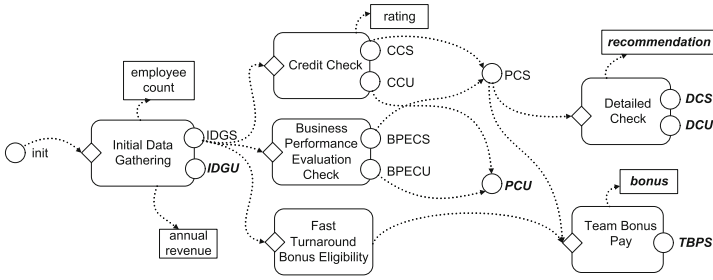 rating
recommendation
CCS
Credit Check
CCU
employee
count
PCS
Detailed
Check
DCS
DCU
init
Initial Data
Gathering
IDGS
IDGU
Business
Performance
Evaluation
Check
BPECS
BPECU
PCU
bonus
annual
revenue
Fast
Turnaround
Bonus Eligibility
Team Bonus
Pay
TBPS